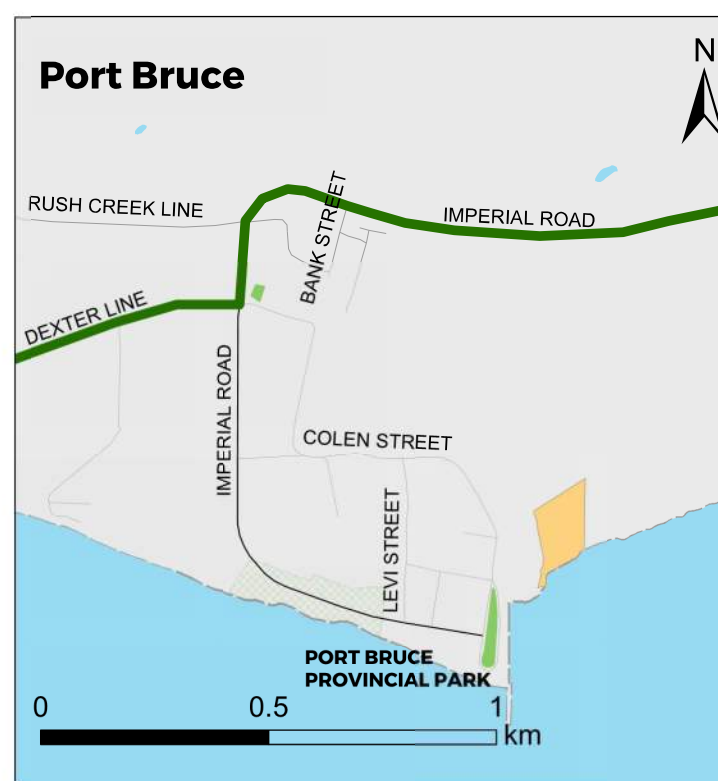 Port Bruce
N
RUSH CREEK LINE
BANK STREET
IMPERIAL ROAD
DEXTER LINE
IMPERIAL ROAD
COLEN STREET
LEVI STREET
PORT BRUCE
PROVINCIAL PARK
0 0.5 1
km